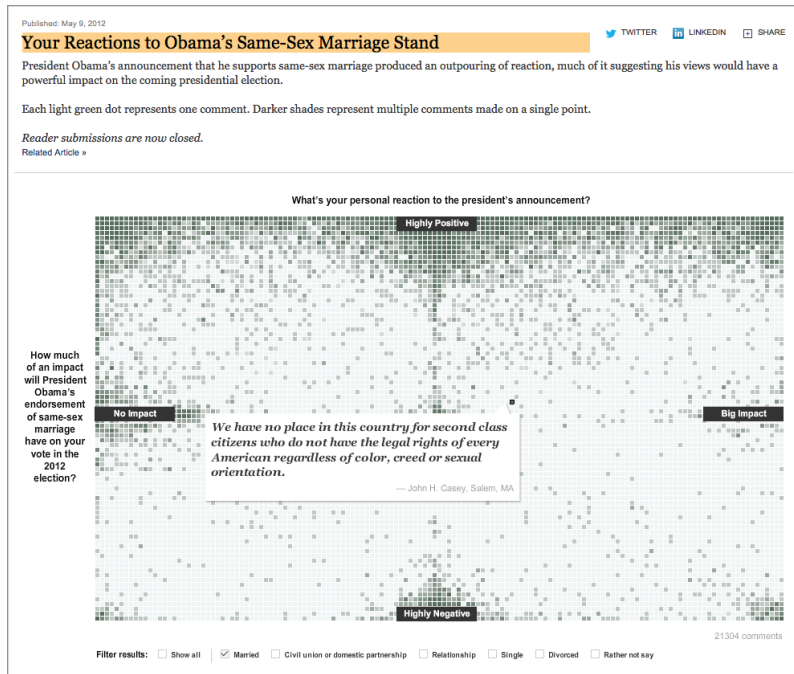 Published: May 9, 2012
Your Reactions to Obama's Same-Sex Marriage Stand
TWITTER
LINKEDIN
SHARE
President Obama's announcement that he supports same-sex marriage produced an outpouring of reaction, much of it suggesting his views would have a
powerful impact on the coming presidential election.
Each light green dot represents one comment. Darker shades represent multiple comments made on a single point.
Reader submissions are now closed.
Related Article »
What's your personal reaction to the president's announcement?
Highly Positive
How much
of an impact
will President
Obama's
endorsement
of same-sex
marriage
have on your
vote in the
2012
election?
No Impact
Big Impact
We have no place in this country for second class
citizens who do not have the legal rights of every
American regardless of color, creed or sexual
orientation.
— John H. Casey, Salem, MA
Highly Negative
21304 comments
Filter results: Show all Married Civil union or domestic partnership Relationship Single Divorced Rather not say